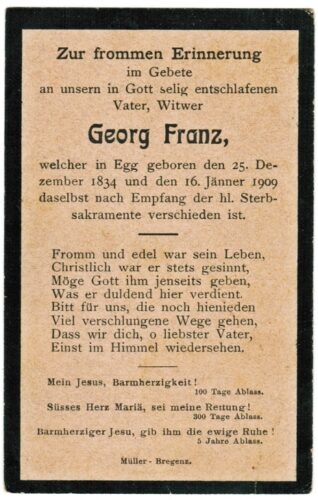 Zur frommen Erinnerung
im Gebete
an unsern in Gott selig entschlafenen
Vater, Witwer
Georg Franz,
welcher in Egg geboren den 25. De-
zember 1834 und den 16. Jänner 1909
daselbst nach Empfang der hl. Sterb-
sakramente verschieden ist.
Fromm und edel war sein Leben,
Christlich war er stets gesinnt,
Möge Gott ihm jenseits geben,
Was er duldend hier verdient.
Bitt für uns, die noch hienieden
Viel verschlungene Wege gehen,
Dass wir dich, o liebster Vater,
Einst im Himmel wiedersehen.
Mein Jesus, Barmherzigkeit!
100 Tage Ablass.
Süsses Herz Mariä, sei meine Rettung!
300 Tage Ablass.
Barmherziger Jesu, gib ihm die ewige Ruhe!
5 Jahre Ablass.
Müller - Bregenz.